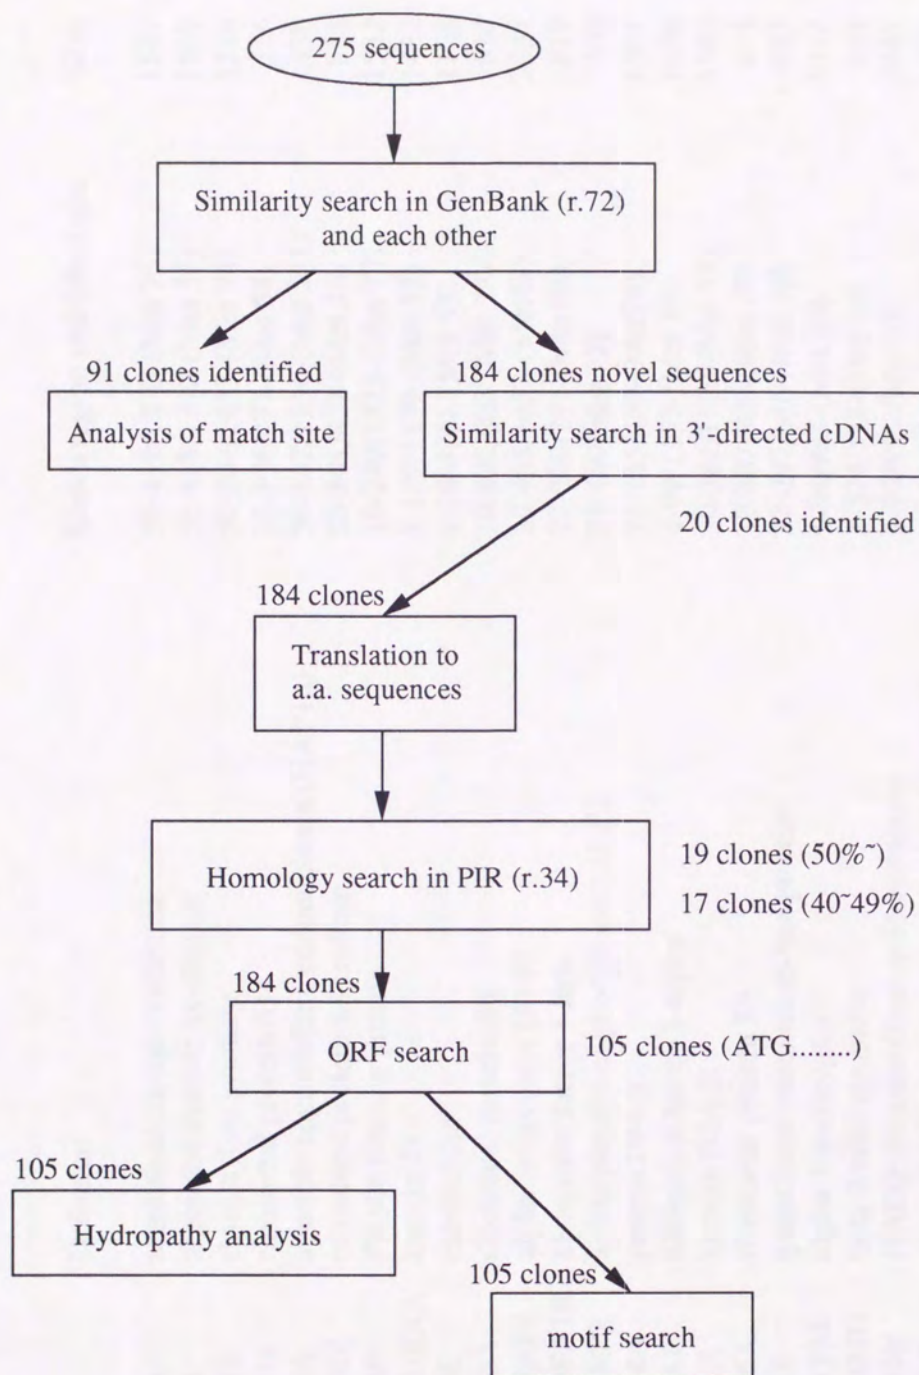 275 sequences
Similarity search in GenBank (r.72)
and each other
91 clones identified
184 clones novel sequences
Analysis of match site
Similarity search in 3'-directed cDNAs
20 clones identified
184 clones
Translation to
a.a. sequences
Homology search in PIR (r.34)
19 clones (50%~)
17 clones (40~49%)
184 clones
ORF search
105 clones (ATG........)
105 clones
Hydropathy analysis
105 clones
motif search